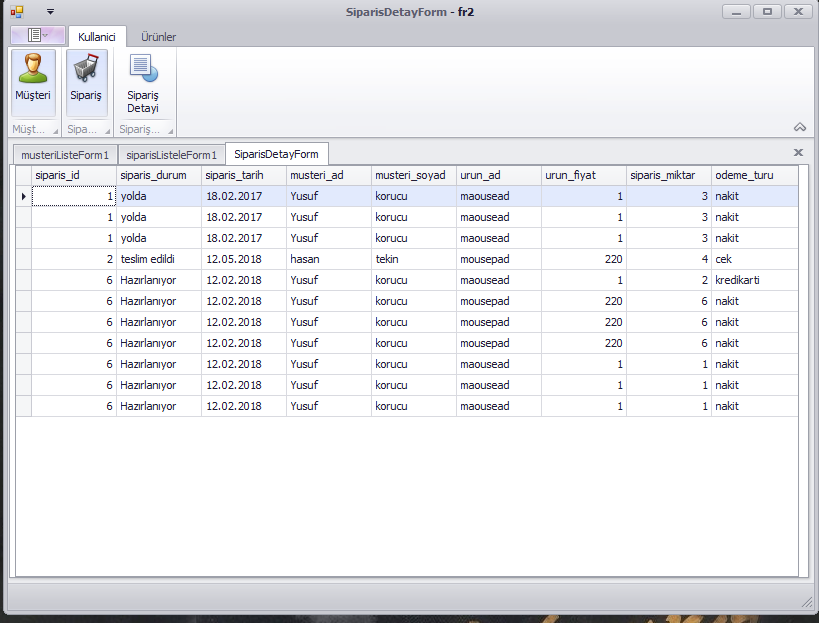 SiparisDetayForm - fr2
Kullanici Ürünler
Müşteri Sipariş Sipariş
Detayi
Müşt... Sipa... Sipariş...
musteriListeForm1 siparisListeleForm1 SiparisDetayForm
siparis_id siparis_durum siparis_tarih musteri_ad musteri_soyad urun_ad urun_fiyat siparis_miktar odeme_turu
1 yolda 18.02.2017 Yusuf korucu maousead 1 3 nakit
1 yolda 18.02.2017 Yusuf korucu maousead 1 3 nakit
1 yolda 18.02.2017 Yusuf korucu maousead 1 3 nakit
2 teslim edildi 12.05.2018 hasan tekin mousepad 220 4 cek
6 Hazırlanıyor 12.02.2018 Yusuf korucu maousead 1 2 kredikarti
6 Hazırlanıyor 12.02.2018 Yusuf korucu mousepad 220 6 nakit
6 Hazırlanıyor 12.02.2018 Yusuf korucu mousepad 220 6 nakit
6 Hazırlanıyor 12.02.2018 Yusuf korucu mousepad 220 6 nakit
6 Hazırlanıyor 12.02.2018 Yusuf korucu maousead 1 1 nakit
6 Hazırlanıyor 12.02.2018 Yusuf korucu maousead 1 1 nakit
6 Hazırlanıyor 12.02.2018 Yusuf korucu maousead 1 1 nakit